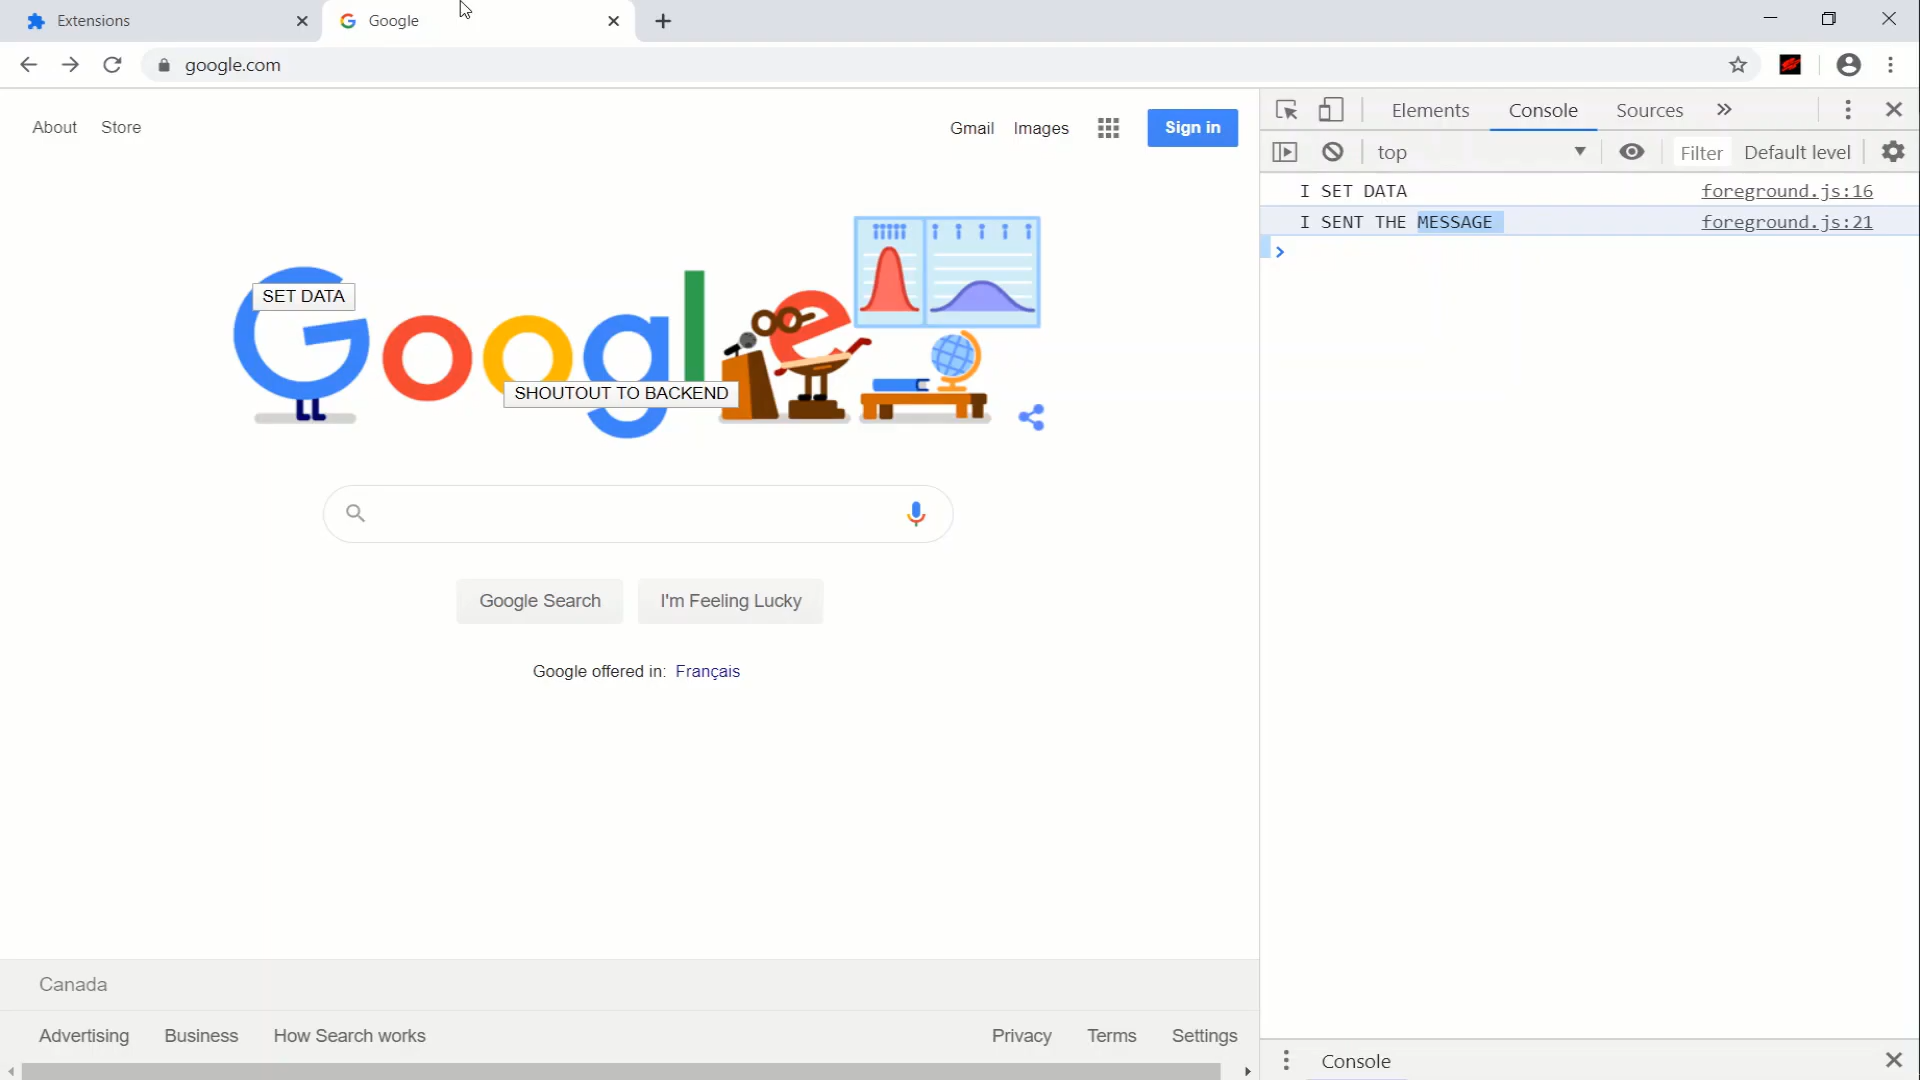 Extensions
Google
google.com
About
Store
Gmail
Images
Sign in
SET DATA
Google
SHOUTOUT TO BACKEND
Google Search
I'm Feeling Lucky
Google offered in: Français
Canada
Advertising
Business
How Search works
Privacy
Terms
Settings
Elements
Console
Sources
top
Filter
Default level
I SET DATA foreground.js:16
I SENT THE MESSAGE foreground.js:21
Console